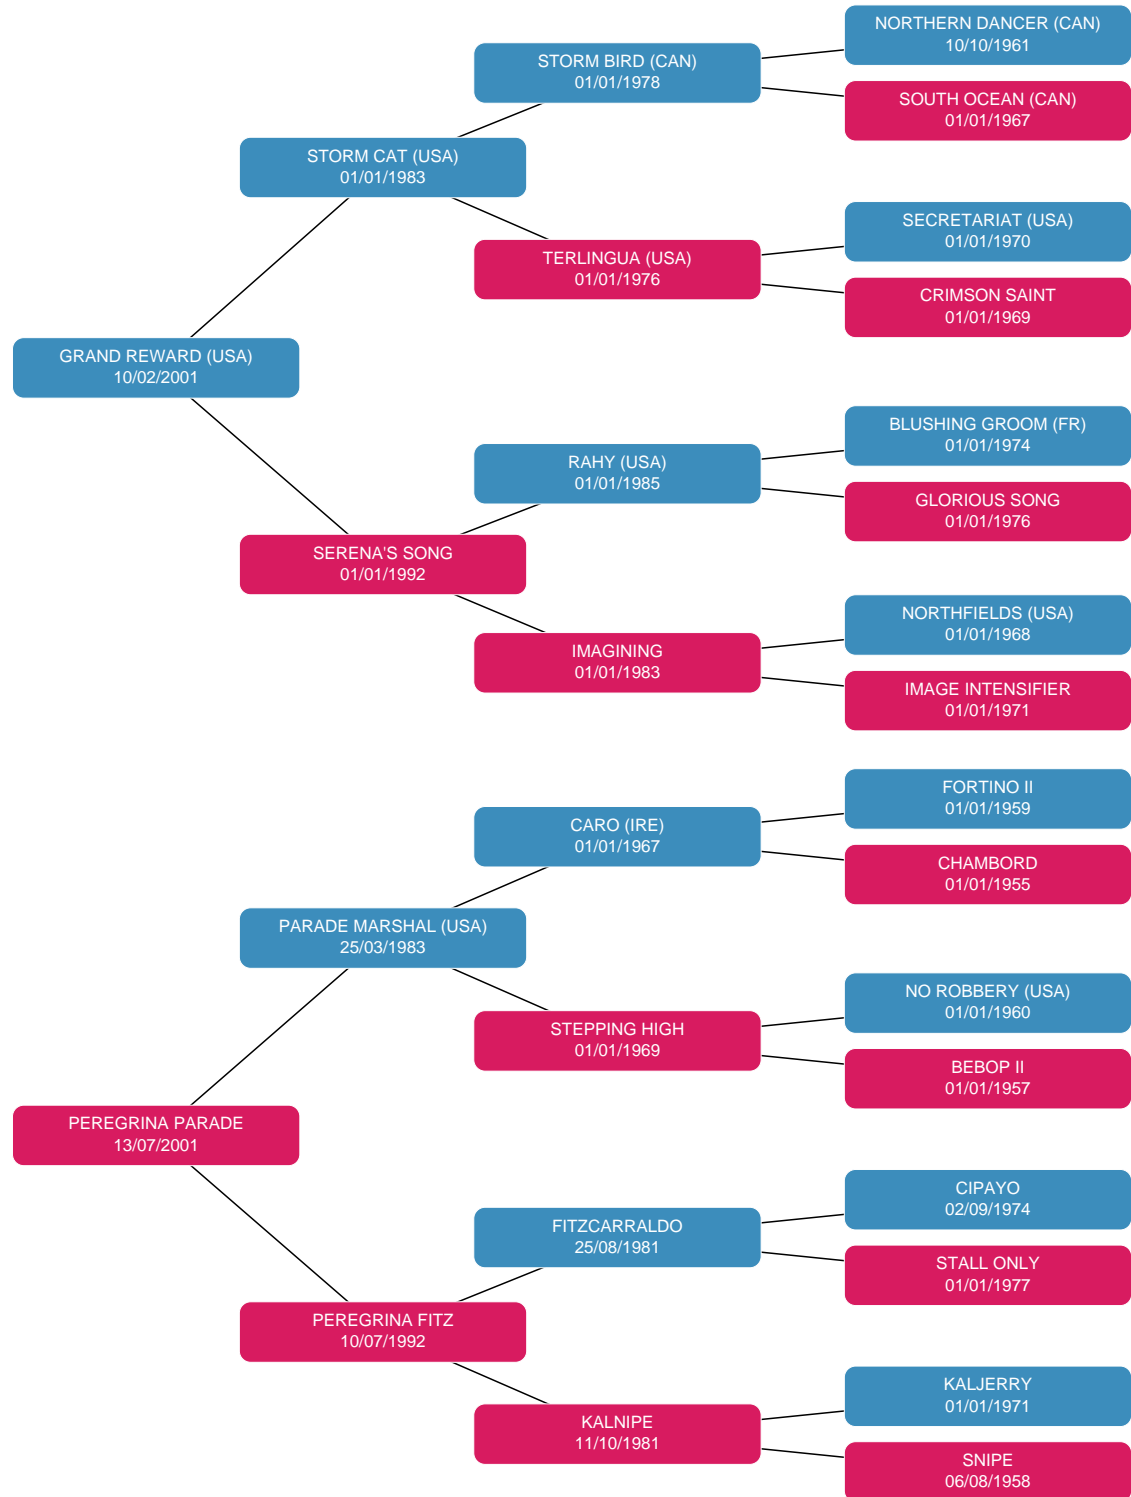 NORTHERN DANCER (CAN)
10/10/1961
STORM BIRD (CAN)
01/01/1978
SOUTH OCEAN (CAN)
01/01/1967
STORM CAT (USA)
01/01/1983
SECRETARIAT (USA)
01/01/1970
TERLINGUA (USA)
01/01/1976
CRIMSON SAINT
01/01/1969
GRAND REWARD (USA)
10/02/2001
BLUSHING GROOM (FR)
01/01/1974
RAHY (USA)
01/01/1985
GLORIOUS SONG
01/01/1976
SERENA'S SONG
01/01/1992
NORTHFIELDS (USA)
01/01/1968
IMAGINING
01/01/1983
IMAGE INTENSIFIER
01/01/1971
FORTINO II
01/01/1959
CARO (IRE)
01/01/1967
CHAMBORD
01/01/1955
PARADE MARSHAL (USA)
25/03/1983
NO ROBBERY (USA)
01/01/1960
STEPPING HIGH
01/01/1969
BEBOP II
01/01/1957
PEREGRINA PARADE
13/07/2001
CIPAYO
02/09/1974
FITZCARRALDO
25/08/1981
STALL ONLY
01/01/1977
PEREGRINA FITZ
10/07/1992
KALJERRY
01/01/1971
KALNIPE
11/10/1981
SNIPE
06/08/1958